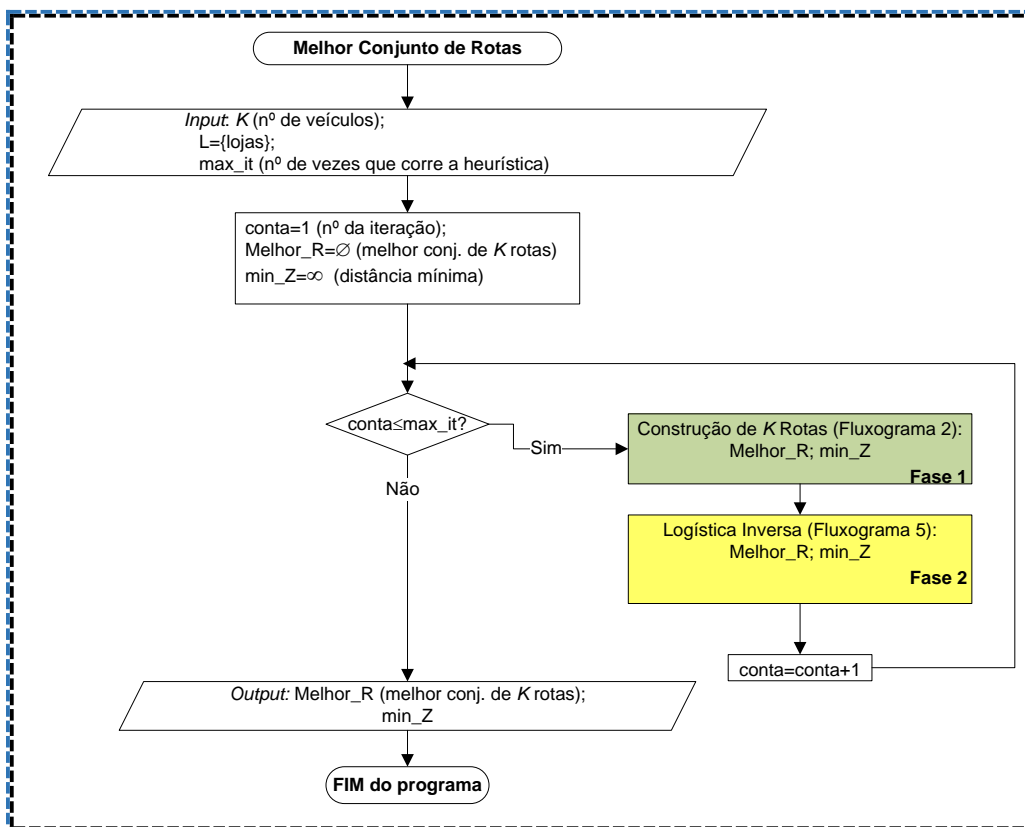 Melhor Conjunto de Rotas
Input: K (nº de veículos);
L={lojas};
max_it (nº de vezes que corre a heurística)
conta=1 (nº da iteração);
Melhor_R=∅ (melhor conj. de K rotas)
min_Z=∞ (distância mínima)
conta≤max_it?
Sim
Construção de K Rotas (Fluxograma 2):
Melhor_R; min_Z
Fase 1
Não
Logística Inversa (Fluxograma 5):
Melhor_R; min_Z
Fase 2
conta=conta+1
Output: Melhor_R (melhor conj. de K rotas);
min_Z
FIM do programa